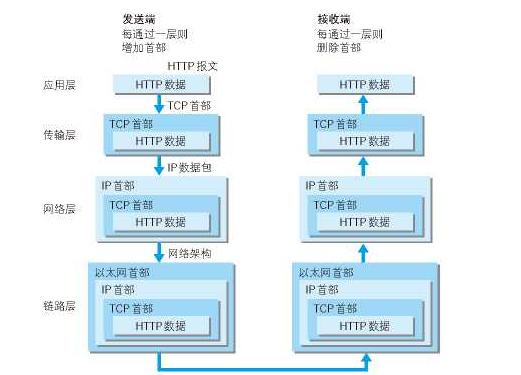 发送端
每通过一层则
增加首部
接收端
每通过一层则
删除首部
HTTP 报文
应用层
HTTP 数据
HTTP 数据
TCP 首部
传输层
TCP 首部
HTTP 数据
TCP 首部
HTTP 数据
IP 数据包
网络层
IP 首部
TCP 首部
HTTP 数据
IP 首部
TCP 首部
HTTP 数据
网络架构
链路层
以太网首部
IP 首部
TCP 首部
HTTP 数据
以太网首部
IP 首部
TCP 首部
HTTP 数据